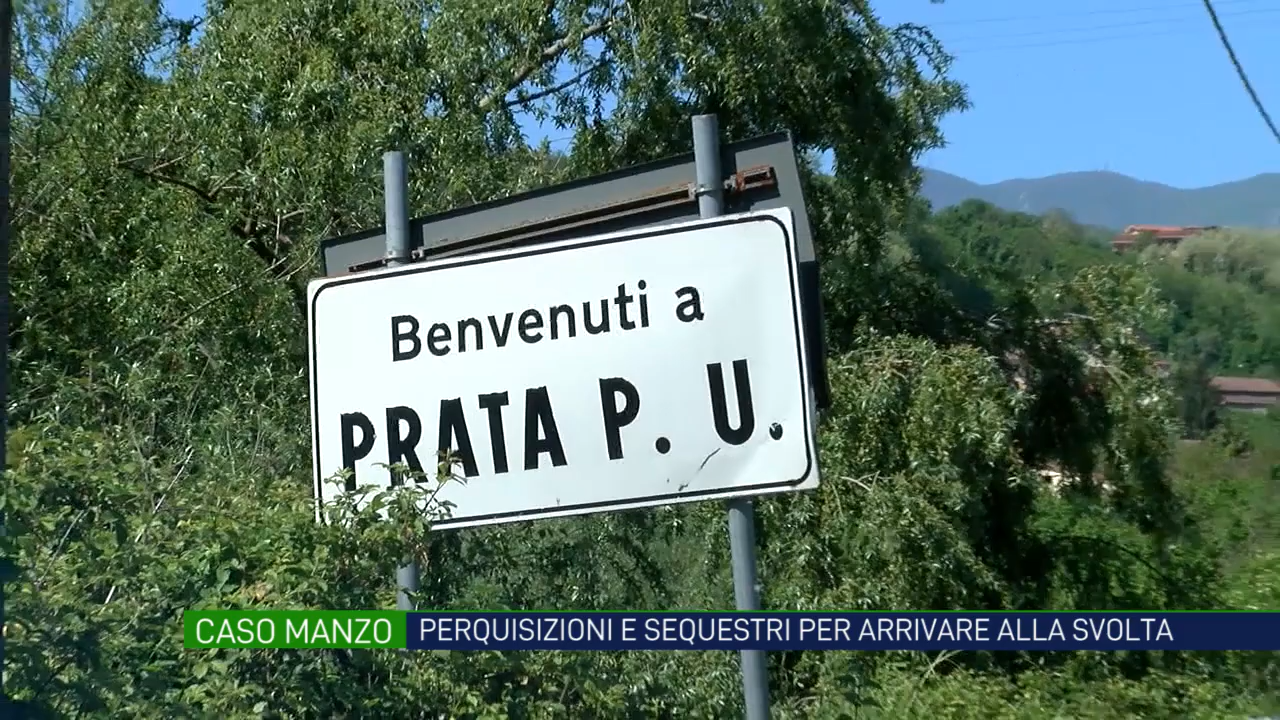 Benvenuti a
PRATA P. U.
CASO MANZO
PERQUISIZIONI E SEQUESTRI PER ARRIVARE ALLA SVOLTA